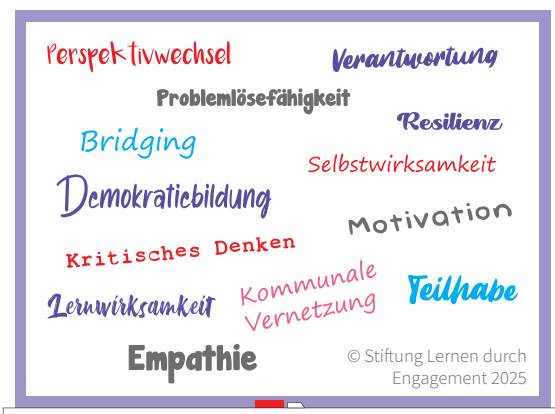 Perspektivwechsel
Verantwortung
Problemlösefähigkeit
Resilienz
Bridging
Selbstwirksamkeit
Demokratiebildung
Motivation
Kritisches Denken
Kommunale
Vernetzung
Teilhabe
Lernwirksamkeit
Empathie
© Stiftung Lernen durch
Engagement 2025